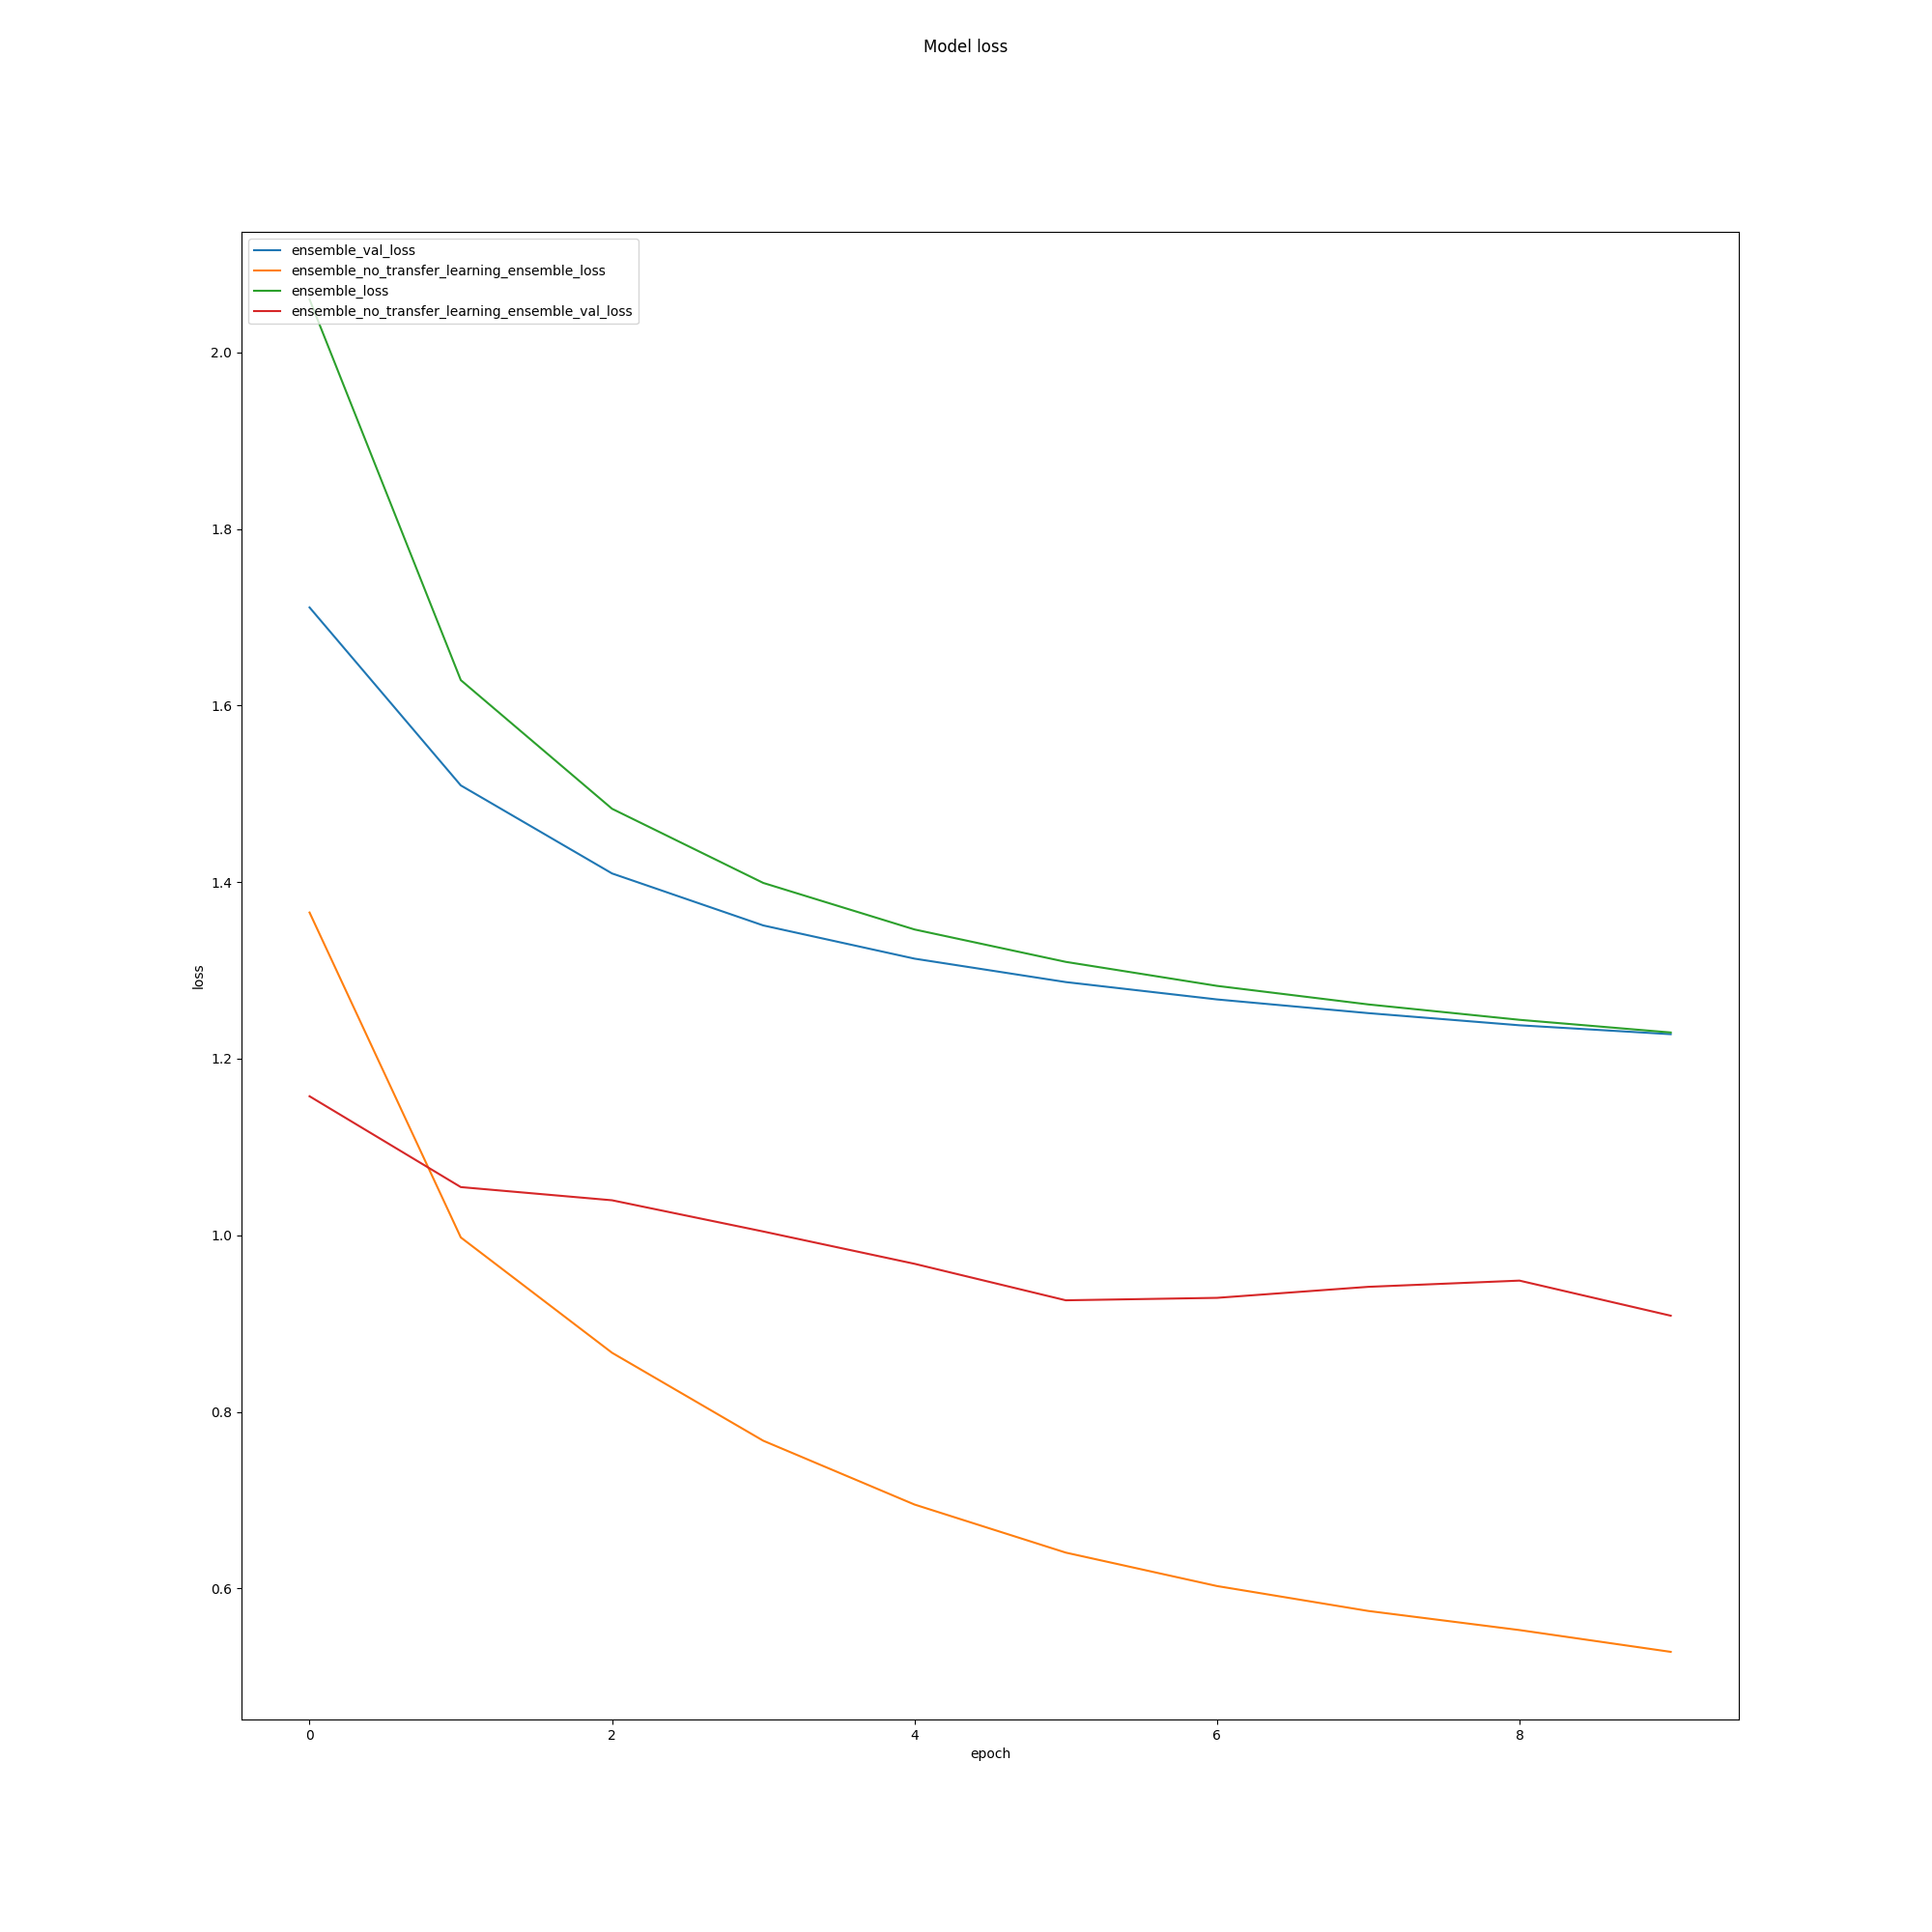 Model loss
ensemble_val_loss
ensemble_no_transfer_learning_ensemble_loss
ensemble_loss
ensemble_no_transfer_learning_ensemble_val_loss
2.0
1.8
1.6
1.4
1.2
1.0
0.8
0.6
loss
0 2 4 6 8
epoch